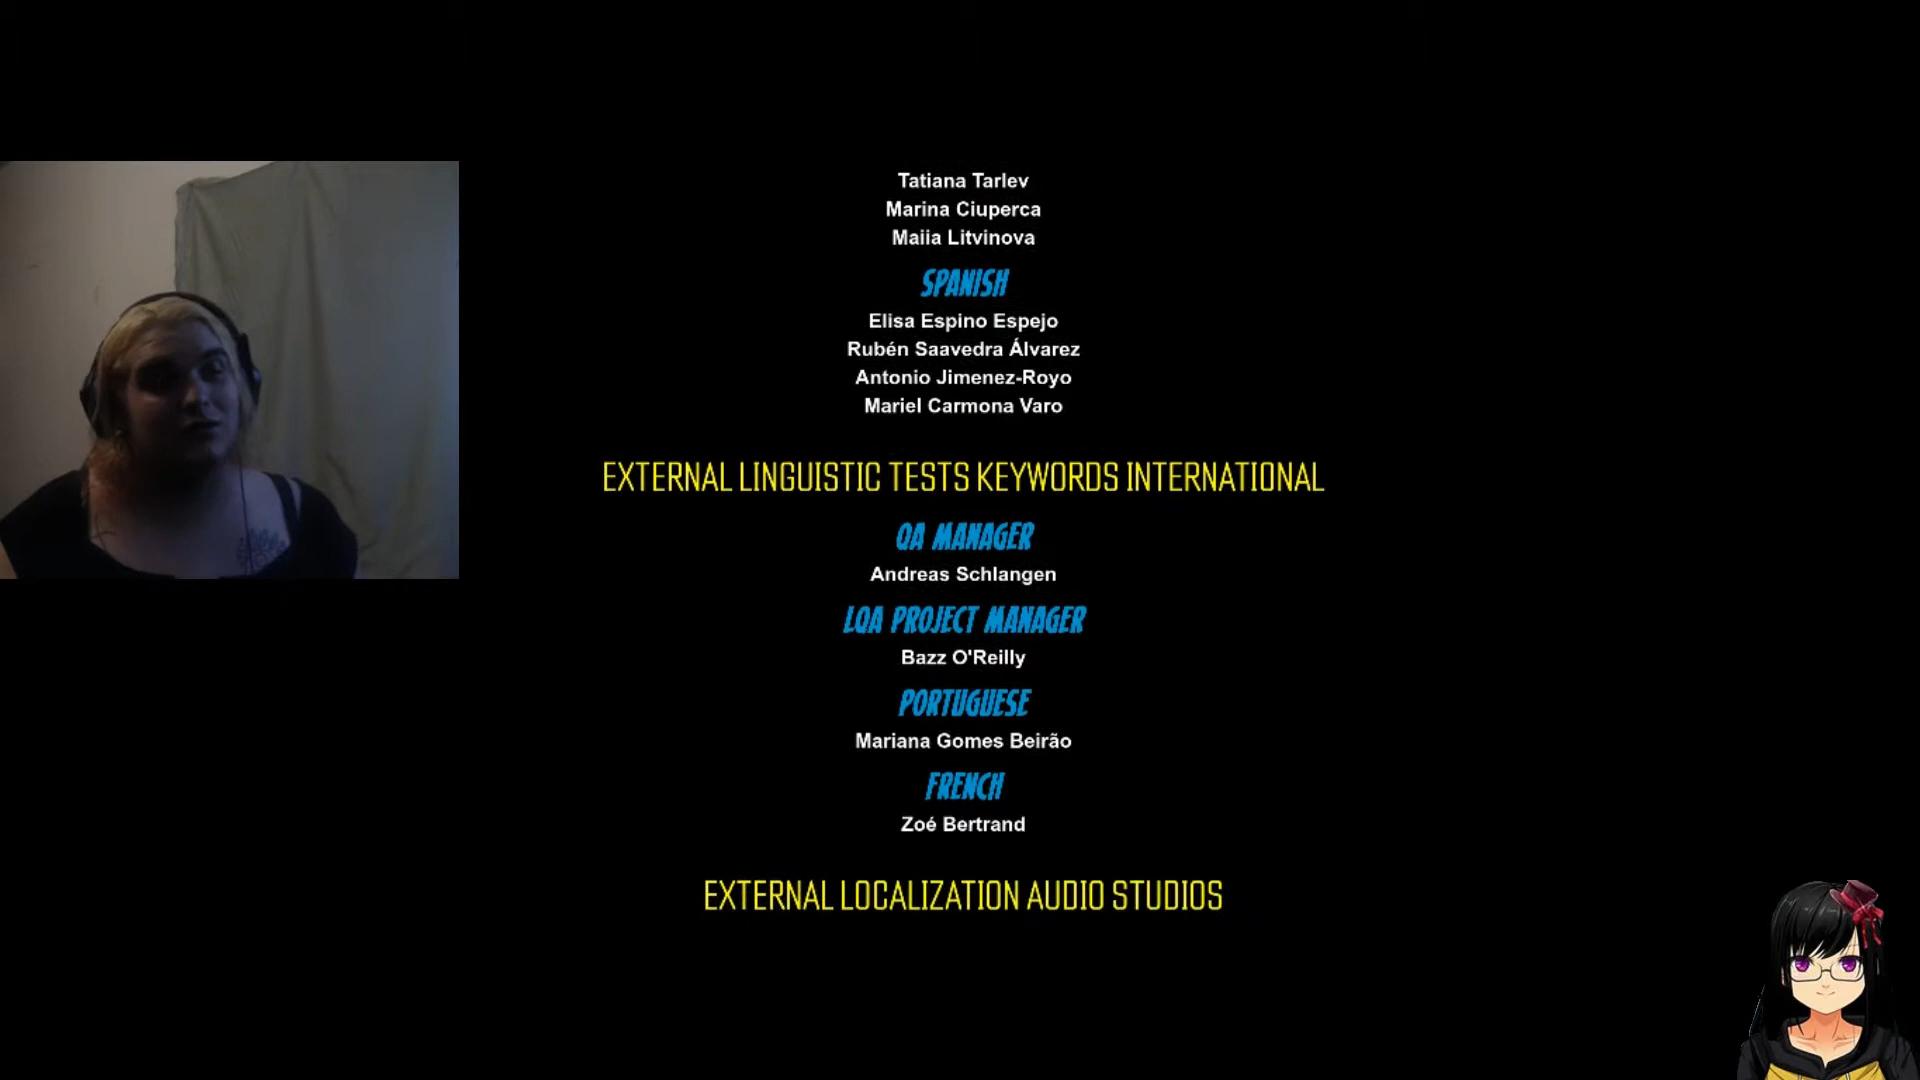 Tatiana Tarlev
Marina Ciuperca
Maiia Litvinova
SPANISH
Elisa Espino Espejo
Rubén Saavedra Álvarez
Antonio Jimenez-Royo
Mariel Carmona Varo
EXTERNAL LINGUISTIC TESTS KEYWORDS INTERNATIONAL
QA MANAGER
Andreas Schlangen
LQA PROJECT MANAGER
Bazz O'Reilly
PORTUGUESE
Mariana Gomes Beirão
FRENCH
Zoé Bertrand
EXTERNAL LOCALIZATION AUDIO STUDIOS